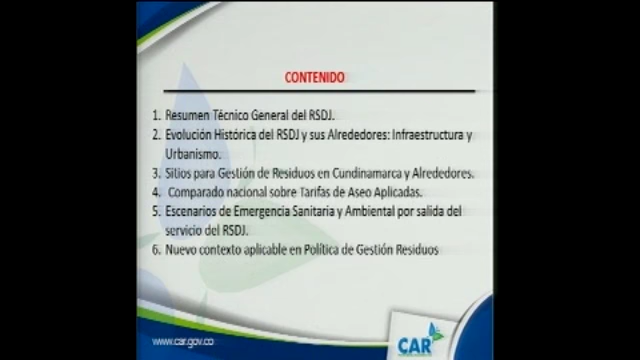 CONTENIDO
1. Resumen Técnico General del RSDJ.
2. Evolución Histórica del RSDJ y sus Alrededores: Infraestructura y
Urbanismo.
3. Sitios para Gestión de Residuos en Cundinamarca y Alrededores.
4. Comparado nacional sobre Tarifas de Aseo Aplicadas.
5. Escenarios de Emergencia Sanitaria y Ambiental por salida del
servicio del RSDJ.
6. Nuevo contexto aplicable en Política de Gestión Residuos
www.car.gov.co
CAR